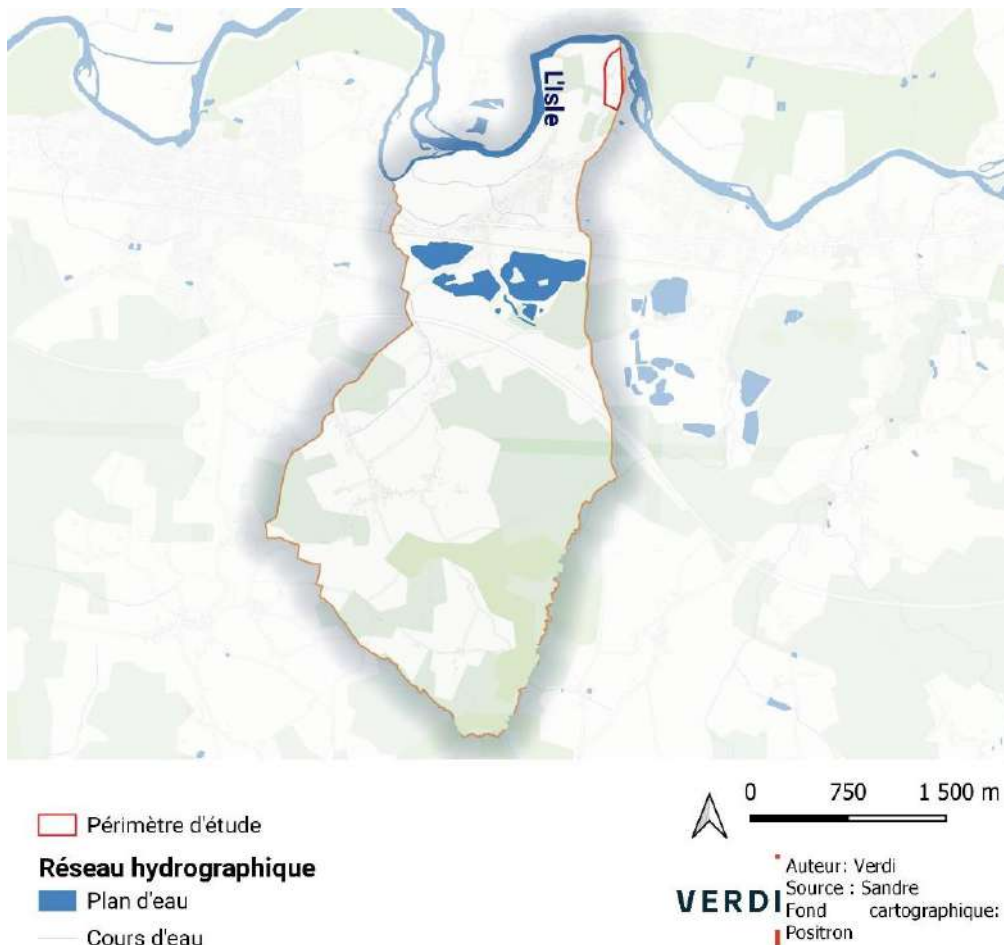 L'Isle
0 750 1 500 m
Périmètre d'étude
Réseau hydrographique
Plan d'eau
Cours d'eau
VERDI
Auteur: Verdi
Source : Sandre
Fond cartographique:
Positron